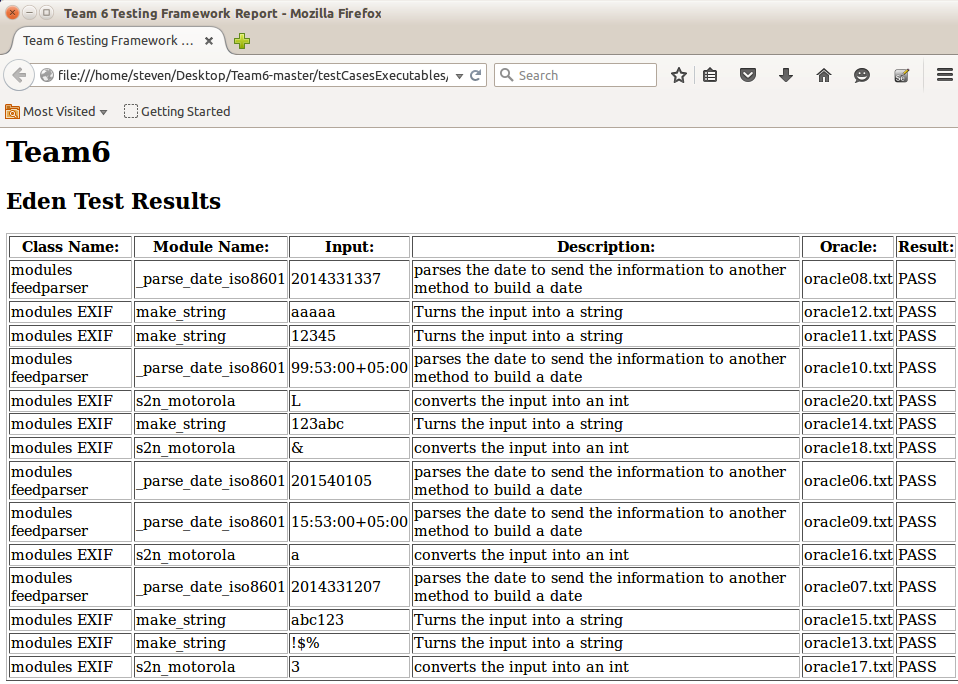 Team 6 Testing Framework Report - Mozilla Firefox
Team 6 Testing Framework ...
file:///home/steven/Desktop/Team6-master/testCasesExecutables/
Search
Most Visited
Getting Started
Team6
Eden Test Results
Class Name: Module Name: Input: Description: Oracle: Result:
modules feedparser _parse_date_iso8601 2014331337 parses the date to send the information to another method to build a date oracle08.txt PASS
modules EXIF make_string aaaaa Turns the input into a string oracle12.txt PASS
modules EXIF make_string 12345 Turns the input into a string oracle11.txt PASS
modules feedparser _parse_date_iso8601 99:53:00+05:00 parses the date to send the information to another method to build a date oracle10.txt PASS
modules EXIF s2n_motorola L converts the input into an int oracle20.txt PASS
modules EXIF make_string 123abc Turns the input into a string oracle14.txt PASS
modules EXIF s2n_motorola & converts the input into an int oracle18.txt PASS
modules feedparser _parse_date_iso8601 201540105 parses the date to send the information to another method to build a date oracle06.txt PASS
modules feedparser _parse_date_iso8601 15:53:00+05:00 parses the date to send the information to another method to build a date oracle09.txt PASS
modules EXIF s2n_motorola a converts the input into an int oracle16.txt PASS
modules feedparser _parse_date_iso8601 2014331207 parses the date to send the information to another method to build a date oracle07.txt PASS
modules EXIF make_string abc123 Turns the input into a string oracle15.txt PASS
modules EXIF make_string !$% Turns the input into a string oracle13.txt PASS
modules EXIF s2n_motorola 3 converts the input into an int oracle17.txt PASS